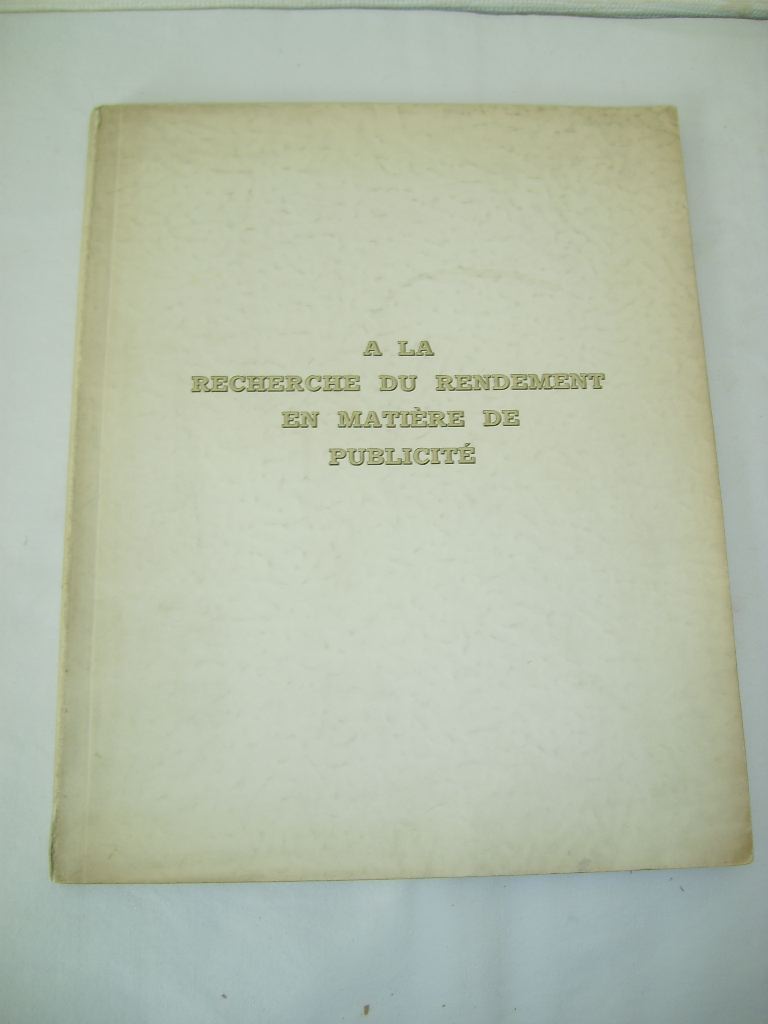 A LA
RECHERCHE DU RENDEMENT
EN MATIÈRE DE
PUBLICITÉ